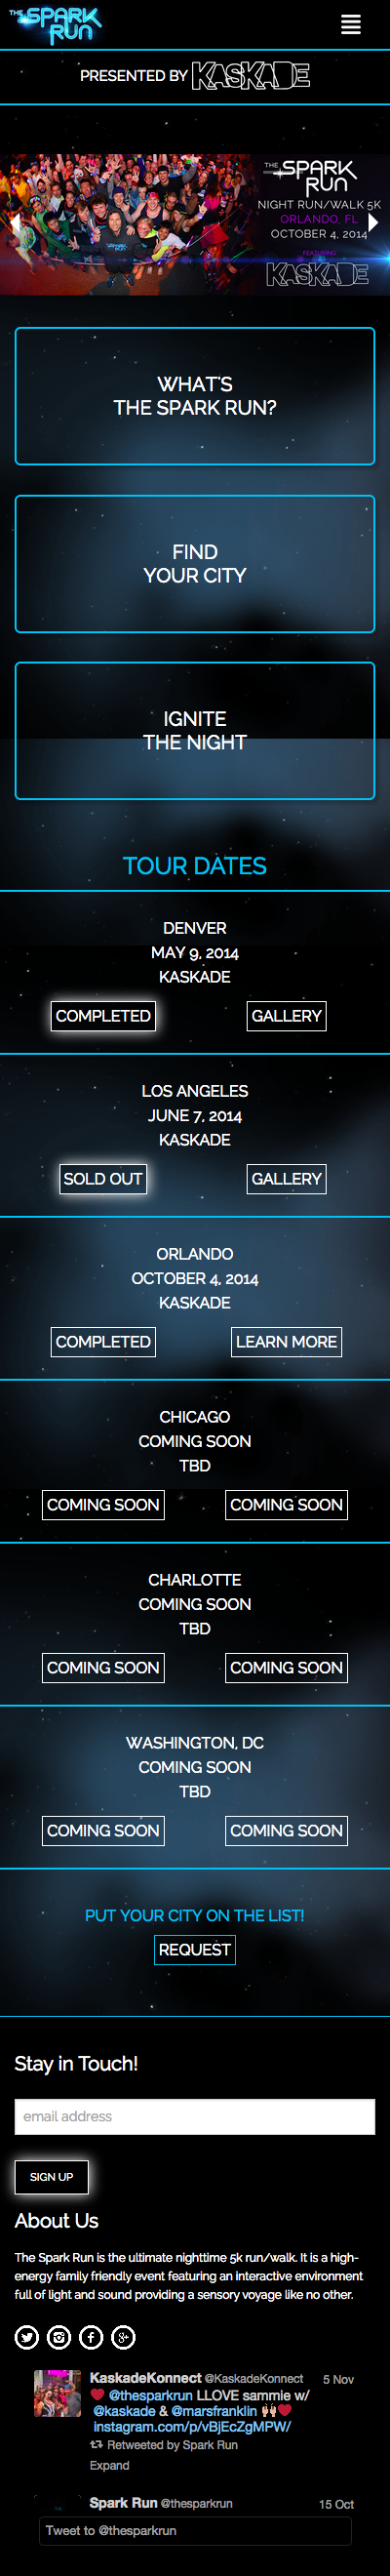 THE SPARK RUN
PRESENTED BY KASKADE
THE SPARK RUN
NIGHT RUN/WALK 5K
ORLANDO, FL
OCTOBER 4, 2014
FEATURING
KASKADE
SPARK RUN
WHAT'S
THE SPARK RUN?
FIND
YOUR CITY
IGNITE
THE NIGHT
TOUR DATES
DENVER
MAY 9, 2014
KASKADE
COMPLETED GALLERY
LOS ANGELES
JUNE 7, 2014
KASKADE
SOLD OUT GALLERY
ORLANDO
OCTOBER 4, 2014
KASKADE
COMPLETED LEARN MORE
CHICAGO
COMING SOON
TBD
COMING SOON COMING SOON
CHARLOTTE
COMING SOON
TBD
COMING SOON COMING SOON
WASHINGTON, DC
COMING SOON
TBD
COMING SOON COMING SOON
PUT YOUR CITY ON THE LIST!
REQUEST
Stay in Touch!
email address
SIGN UP
About Us
The Spark Run is the ultimate nighttime 5k run/walk. It is a high-
energy family friendly event featuring an interactive environment
full of light and sound providing a sensory voyage like no other.
KaskadeKonnect @KaskadeKonnect 5 Nov
❤️ @thesparkrun LLOVE sammie w/
@kaskade & @marsfranklin 🙌🏻❤️
instagram.com/p/vBjEcZgMPW/
Retweeted by Spark Run
Expand
Spark Run @thesparkrun 15 Oct
Tweet to @thesparkrun